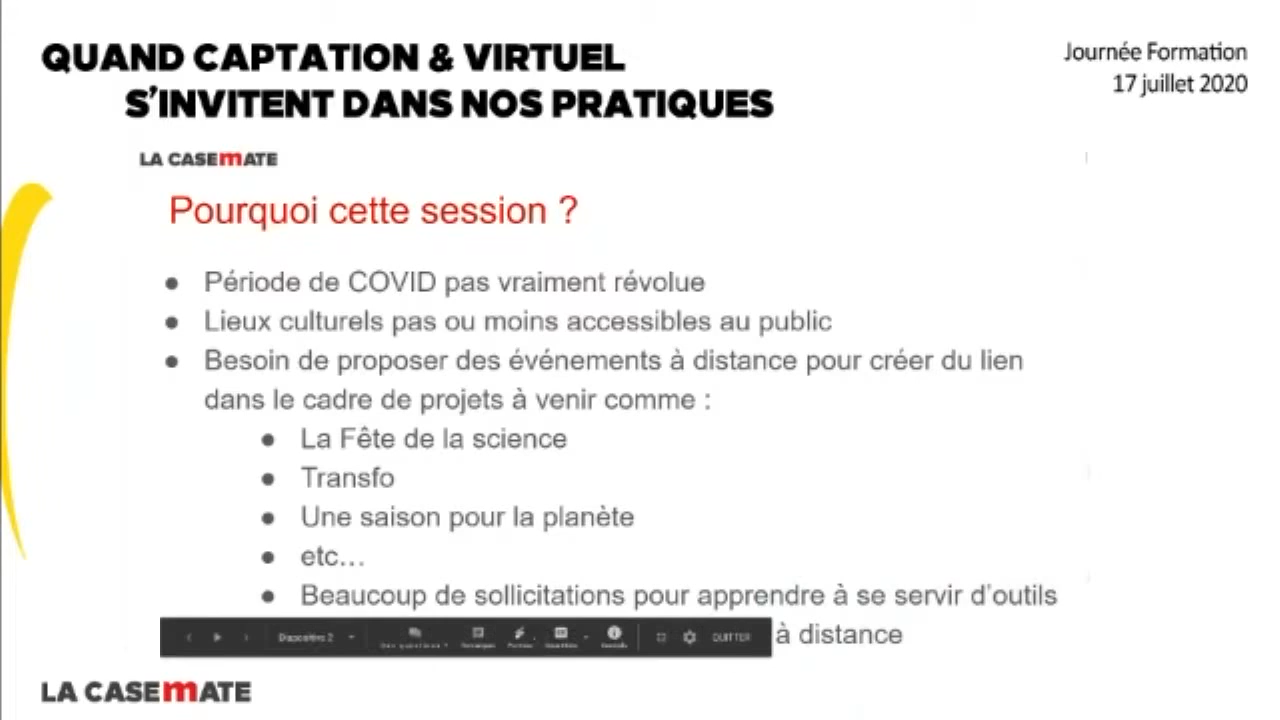 QUAND CAPTATION & VIRTUEL
S'INVITENT DANS NOS PRATIQUES
Journée Formation
17 juillet 2020
LA CASEMATE
Pourquoi cette session ?
● Période de COVID pas vraiment révolue
● Lieux culturels pas ou moins accessibles au public
● Besoin de proposer des événements à distance pour créer du lien
dans le cadre de projets à venir comme :
● La Fête de la science
● Transfo
● Une saison pour la planète
● etc...
● Beaucoup de sollicitations pour apprendre à se servir d'outils
à distance
Diapositive 2
QUITTER
LA CASEMATE